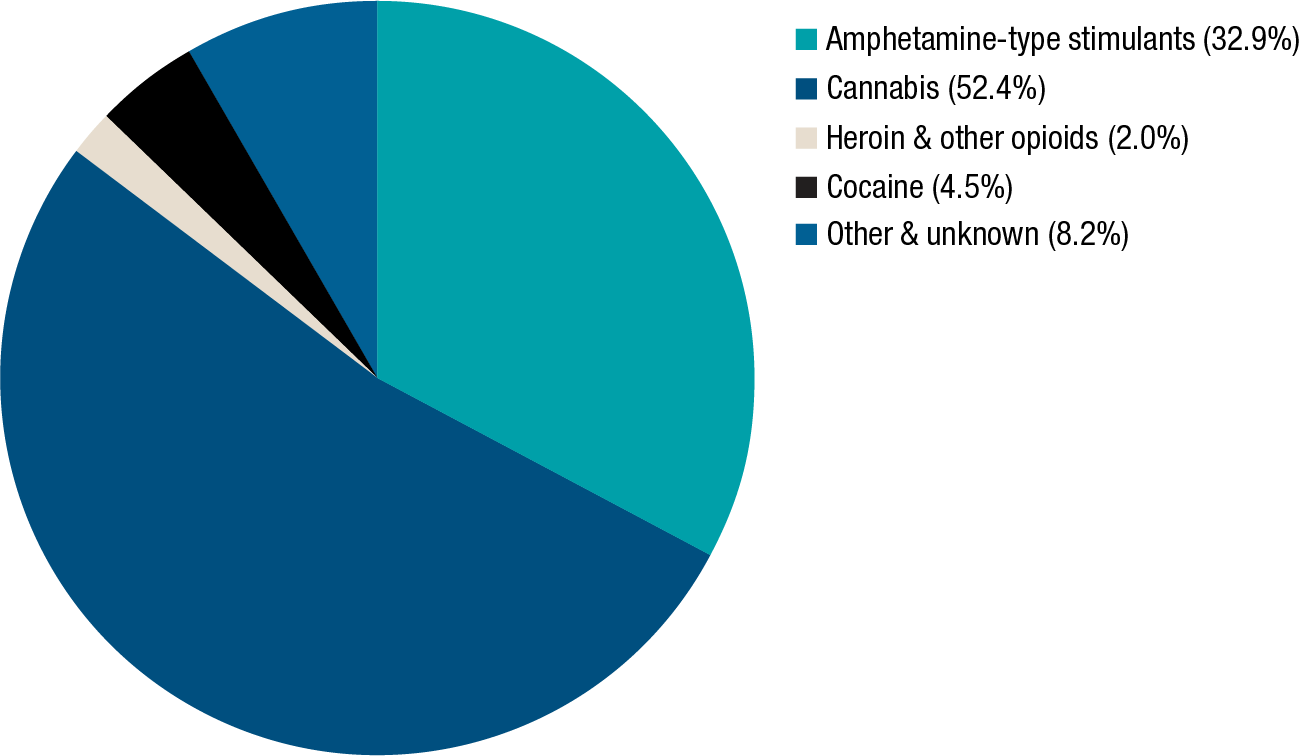 Amphetamine-type stimulants (32.9%)
Cannabis (52.4%)
Heroin & other opioids (2.0%)
Cocaine (4.5%)
Other & unknown (8.2%)